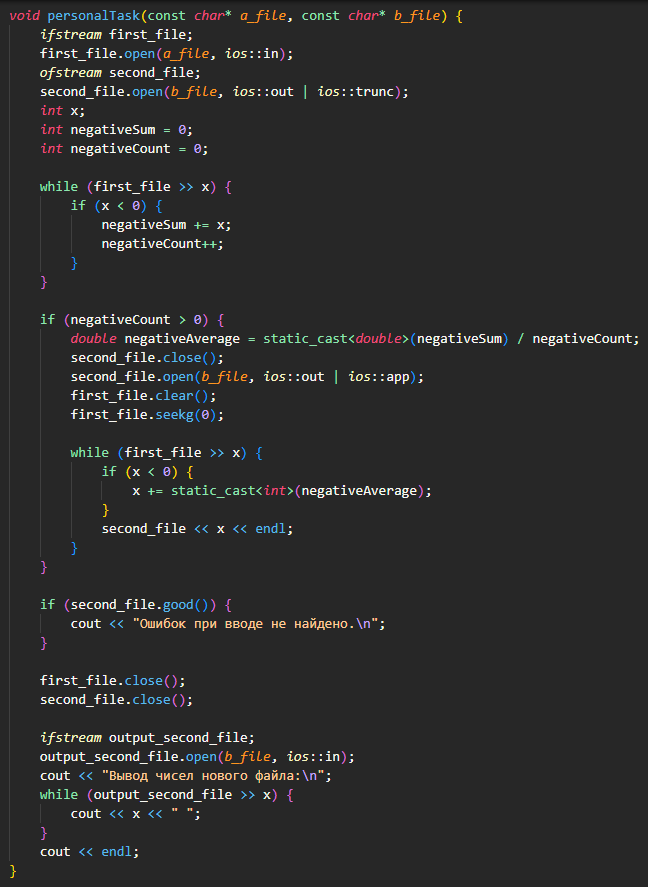 void personalTask(const char* a_file, const char* b_file) {
    ifstream first_file;
    first_file.open(a_file, ios::in);
    ofstream second_file;
    second_file.open(b_file, ios::out | ios::trunc);
    int x;
    int negativeSum = 0;
    int negativeCount = 0;

    while (first_file >> x) {
        if (x < 0) {
            negativeSum += x;
            negativeCount++;
        }
    }

    if (negativeCount > 0) {
        double negativeAverage = static_cast<double>(negativeSum) / negativeCount;
        second_file.close();
        second_file.open(b_file, ios::out | ios::app);
        first_file.clear();
        first_file.seekg(0);

        while (first_file >> x) {
            if (x < 0) {
                x += static_cast<int>(negativeAverage);
            }
            second_file << x << endl;
        }
    }

    if (second_file.good()) {
        cout << "Ошибок при вводе не найдено.\n";
    }

    first_file.close();
    second_file.close();

    ifstream output_second_file;
    output_second_file.open(b_file, ios::in);
    cout << "Вывод чисел нового файла:\n";
    while (output_second_file >> x) {
        cout << x << " ";
    }
    cout << endl;
}